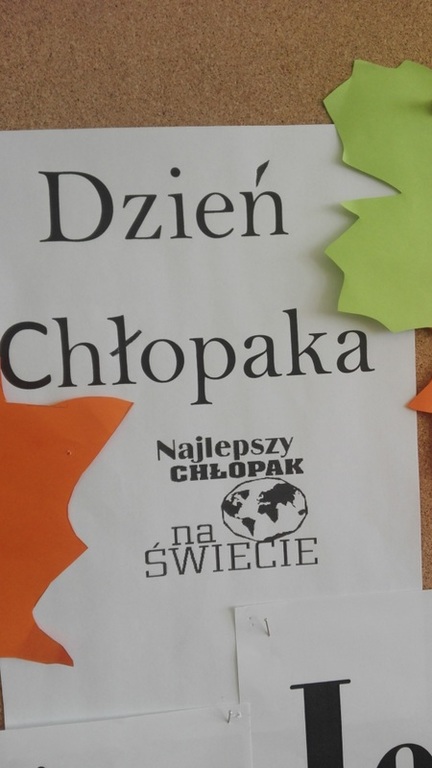 Dzień
Chłopaka
Najlepszy
CHŁOPAK
na
ŚWIECIE